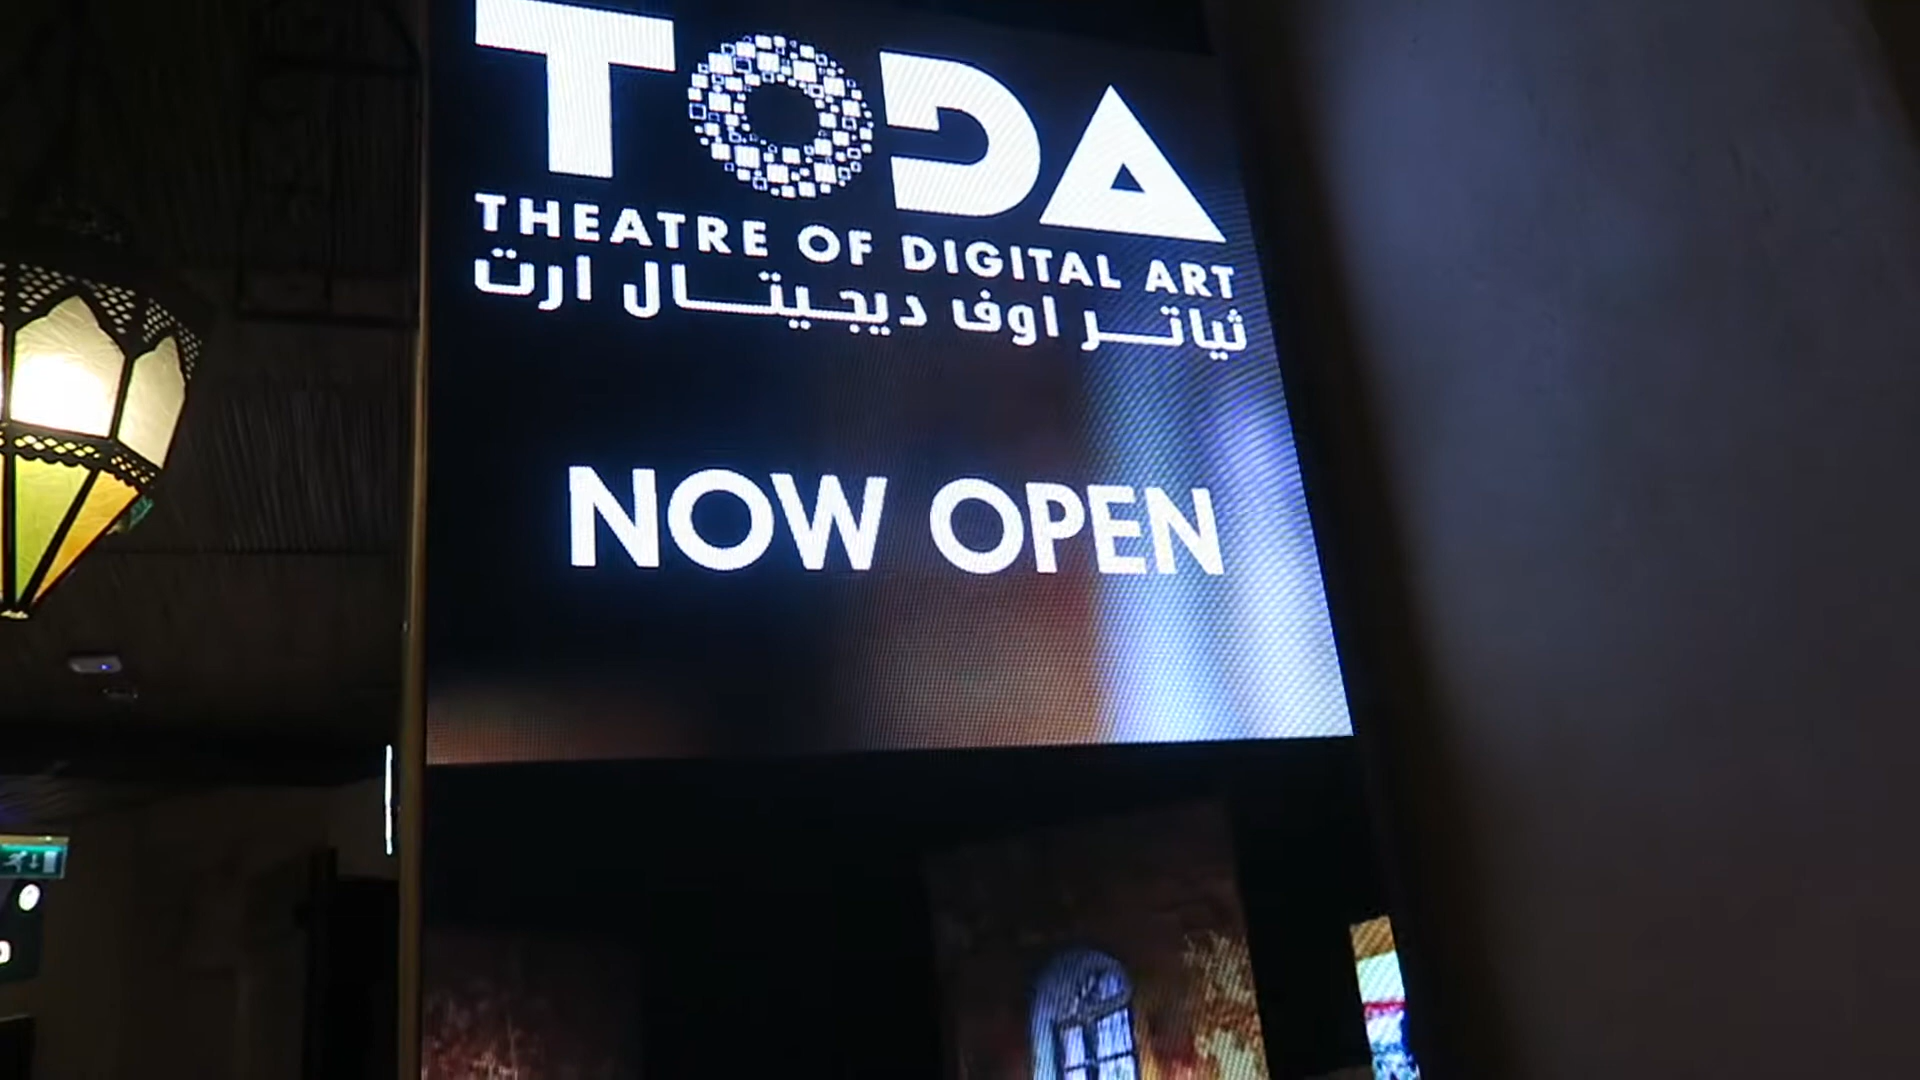 TODA
THEATRE OF DIGITAL ART
ثياتر اوف ديجيتال ارت
NOW OPEN